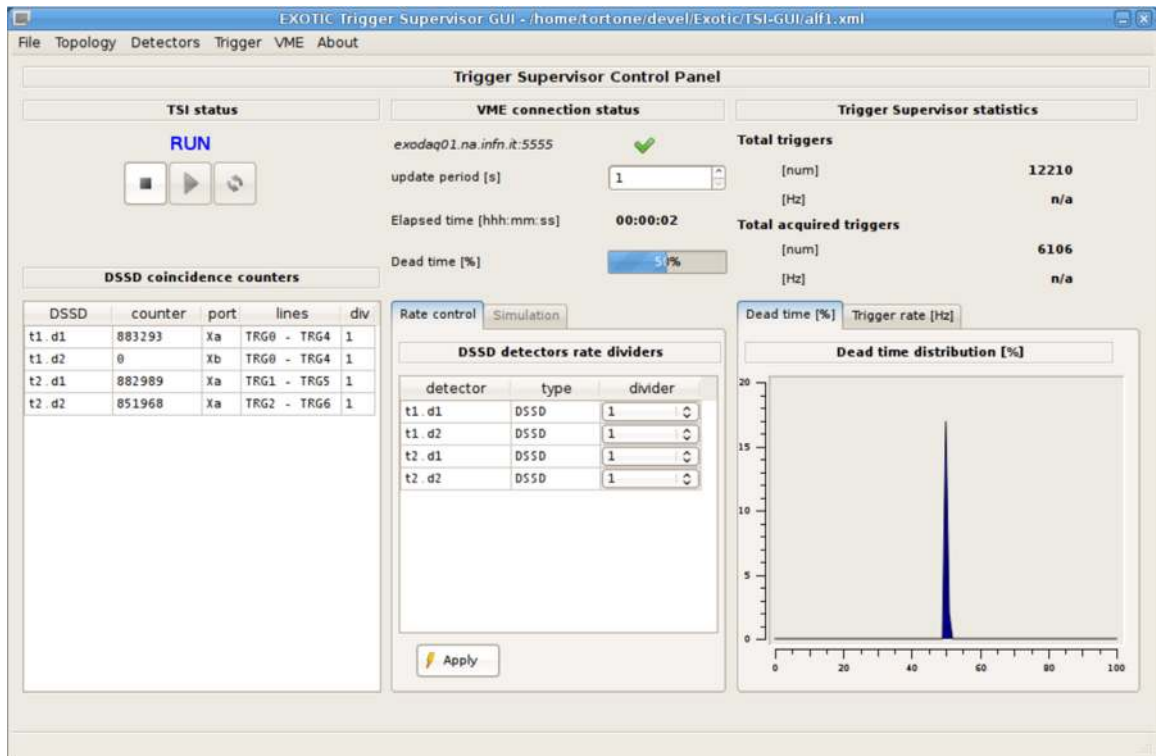 EXOTIC Trigger Supervisor GUI - /home/tortone/devel/Exotic/TSI-GUI/alf1.xml
File Topology Detectors Trigger VME About
Trigger Supervisor Control Panel
TSI status
RUN
DSSD coincidence counters
DSSD counter port lines div
t1.d1 883293 Xa TRG0 - TRG4 1
t1.d2 0 Xb TRG0 - TRG4 1
t2.d1 882989 Xa TRG1 - TRG5 1
t2.d2 851968 Xa TRG2 - TRG6 1
VME connection status
exodaq01.na.infn.it:5555
update period [s] 1
Elapsed time [hhh:mm:ss] 00:00:02
Dead time [%]
Rate control Simulation
DSSD detectors rate dividers
detector type divider
t1.d1 DSSD 1
t1.d2 DSSD 1
t2.d1 DSSD 1
t2.d2 DSSD 1
Apply
Trigger Supervisor statistics
Total triggers
[num] 12210
[Hz] n/a
Total acquired triggers
[num] 6106
[Hz] n/a
Dead time [%] Trigger rate [Hz]
Dead time distribution [%]
20
15
10
5
0
0 20 40 60 80 100